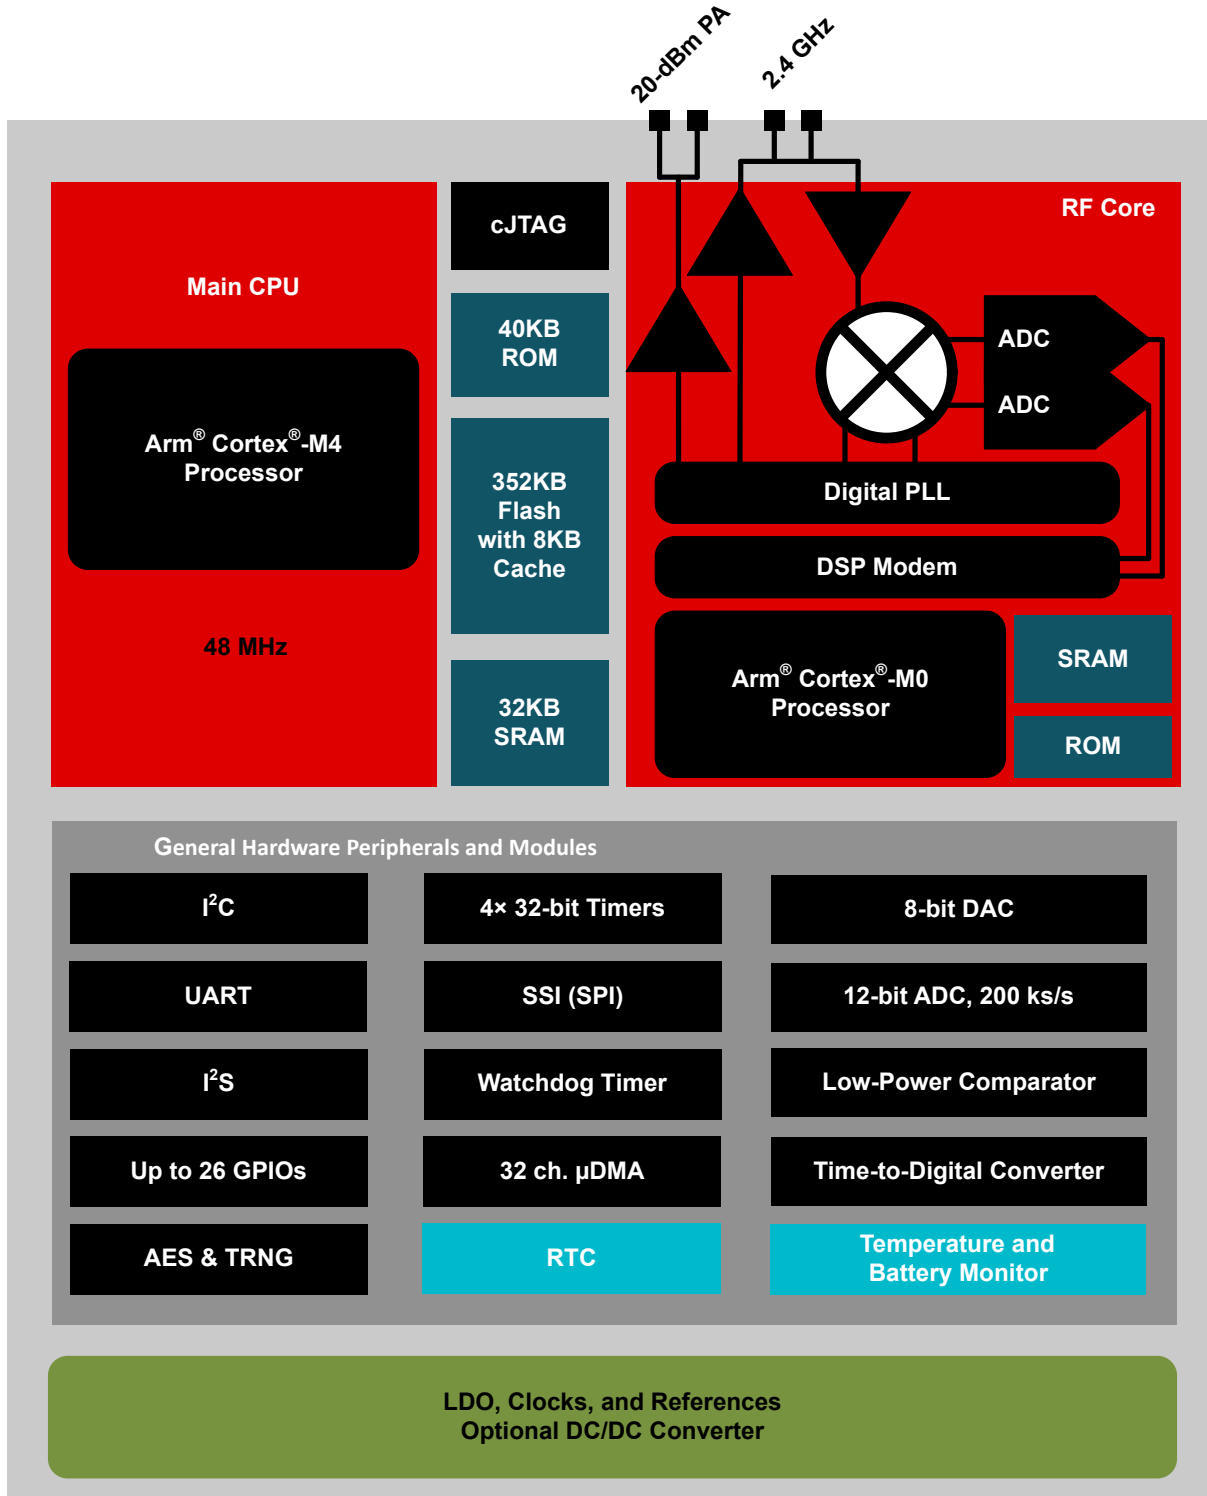 20-dBm PA
2.4 GHz
Main CPU
Arm® Cortex®-M4
Processor
48 MHz
cJTAG
40KB
ROM
352KB
Flash
with 8KB
Cache
32KB
SRAM
RF Core
ADC
ADC
Digital PLL
DSP Modem
Arm® Cortex®-M0
Processor
SRAM
ROM
General Hardware Peripherals and Modules
I²C
4× 32-bit Timers
8-bit DAC
UART
SSI (SPI)
12-bit ADC, 200 ks/s
I²S
Watchdog Timer
Low-Power Comparator
Up to 26 GPIOs
32 ch. µDMA
Time-to-Digital Converter
AES & TRNG
RTC
Temperature and
Battery Monitor
LDO, Clocks, and References
Optional DC/DC Converter